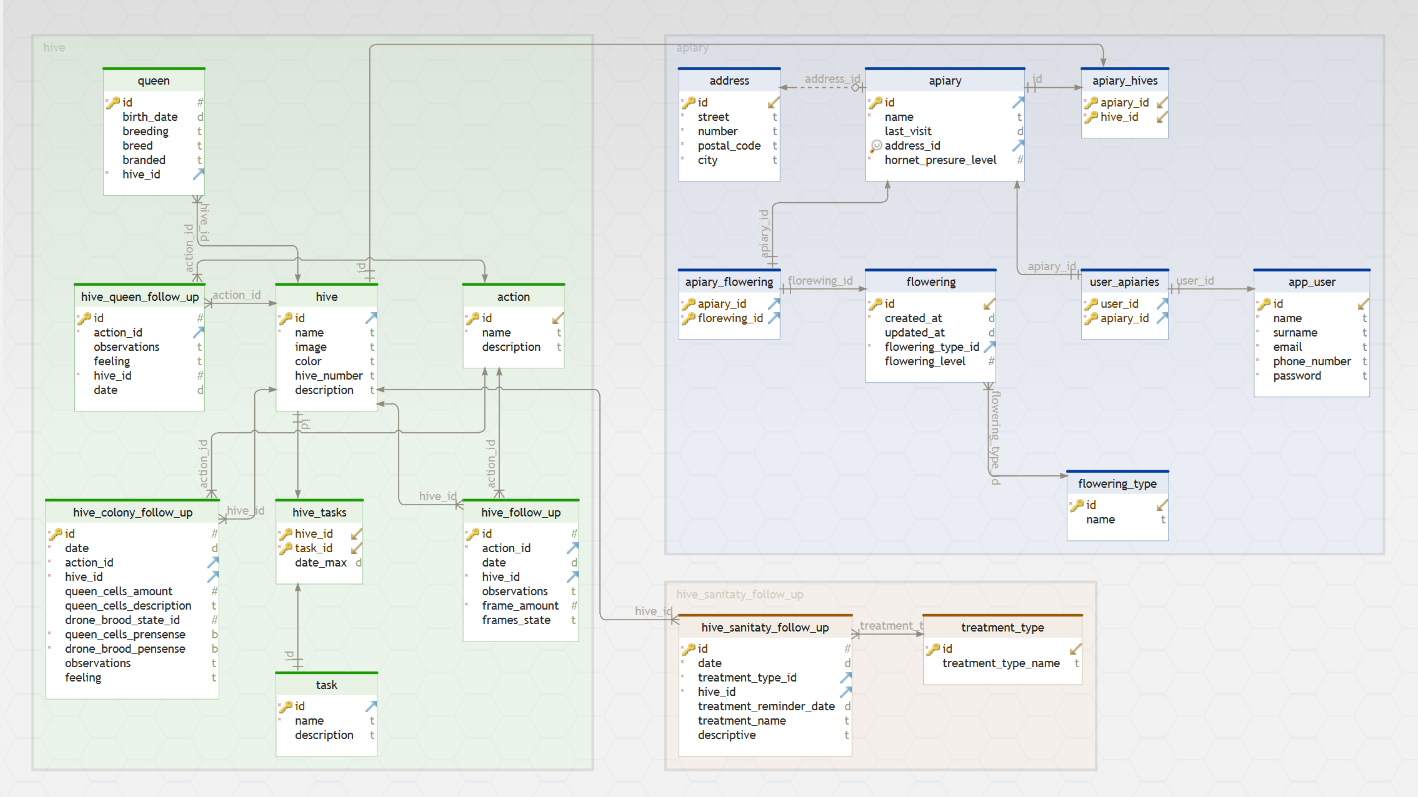 hive
queen
id #
birth_date d
breeding t
breed t
branded t
hive_id
hive_id
action_id
id
hive_queen_follow_up
id #
action_id
observations t
feeling t
hive_id #
date d
action_id
hive
id
name t
image t
color t
hive_number t
description t
action
id
name t
description t
id
action_id
action_id
hive_id
hive_id
hive_colony_follow_up
id #
date d
action_id
hive_id
queen_cells_amount #
queen_cells_description t
drone_brood_state_id #
queen_cells_prensense b
drone_brood_pensense b
observations t
feeling t
hive_tasks
hive_id
task_id
date_max d
hive_follow_up
id #
action_id
date d
hive_id
observations t
frame_amount #
frames_state t
id
task
id
name t
description t
apiary
address
id
street t
number t
postal_code t
city t
address_id
apiary
id
name t
last_visit d
address_id
hornet_presure_level #
id
apiary_hives
apiary_id
hive_id
apiary_id
apiary_flowering
apiary_id
florewing_id
florewing_id
flowering
id
created_at d
updated_at d
flowering_type_id
flowering_level #
apiary_id
user_apiaries
user_id
apiary_id
user_id
app_user
id
name t
surname t
email t
phone_number t
password t
flowering_type_id
flowering_type
id
name t
hive_sanitaty_follow_up
hive_id
hive_sanitaty_follow_up
id #
date d
treatment_type_id
hive_id
treatment_reminder_date d
treatment_name t
descriptive t
treatment_t
treatment_type
id
treatment_type_name t